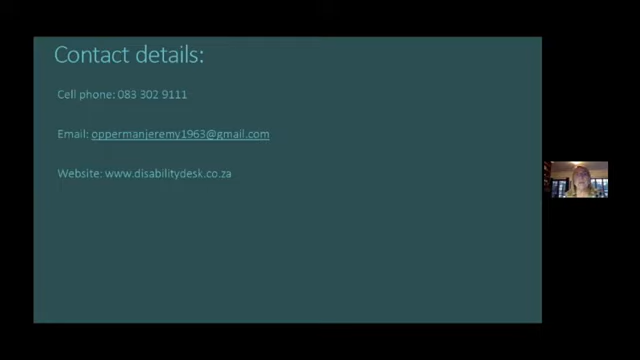 Contact details:
Cell phone: 083 302 9111
Email: oppermanjeremy1963@gmail.com
Website: www.disabilitydesk.co.za